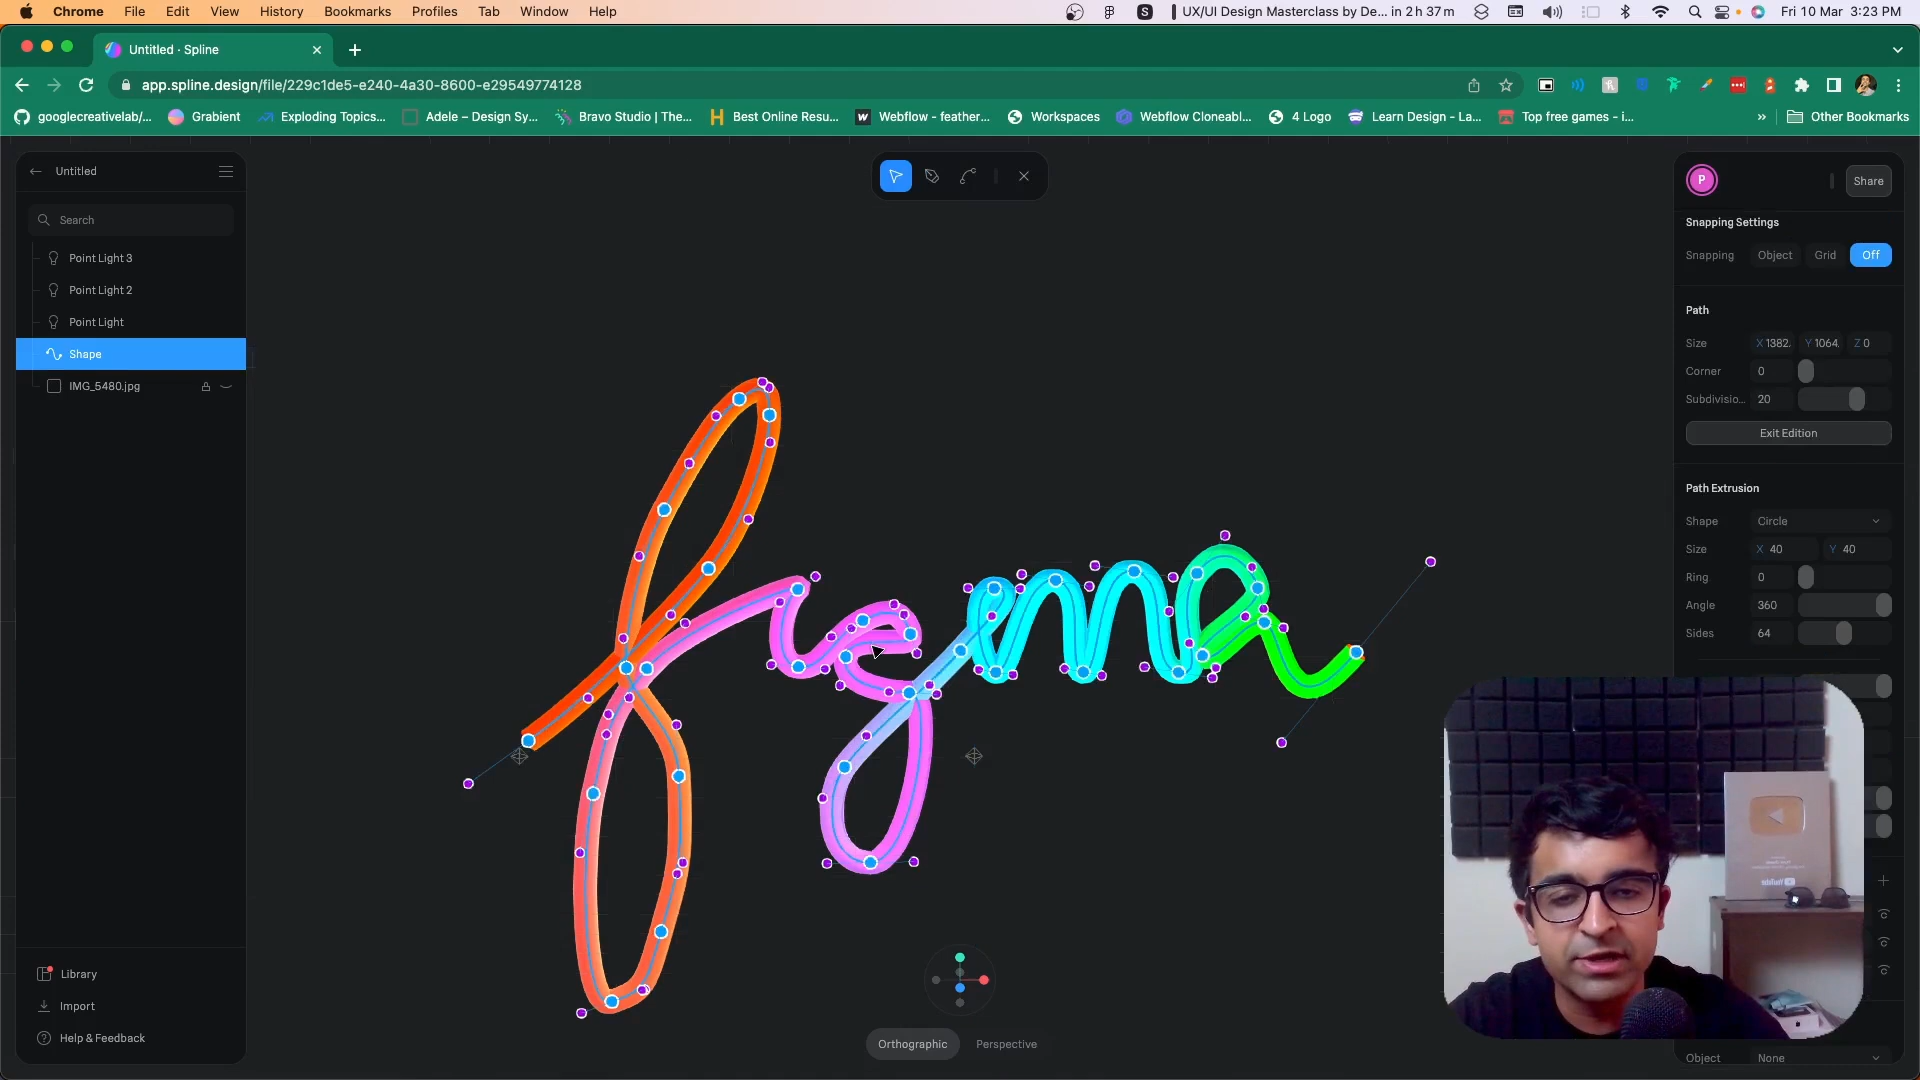 Chrome File Edit View History Bookmarks Profiles Tab Window Help
UX/UI Design Masterclass by De... in 2 h 37 m
Fri 10 Mar 3:23 PM
Untitled · Spline
app.spline.design/file/229c1de5-e240-4a30-8600-e29549774128
googlecreativelab/... Grabient Exploding Topics... Adele – Design Sy... Bravo Studio | The... Best Online Resu... Webflow - feather... Workspaces Webflow Cloneabl... 4 Logo Learn Design - La... Top free games - i... » Other Bookmarks
Untitled
Search
Point Light 3
Point Light 2
Point Light
Shape
IMG_5480.jpg
Library
Import
Help & Feedback
fregma
Orthographic Perspective
P Share
Snapping Settings
Snapping Object Grid Off
Path
Size X 1382. Y 1064. Z 0
Corner 0
Subdivisio... 20
Exit Edition
Path Extrusion
Shape Circle
Size X 40 Y 40
Ring 0
Angle 360
Sides 64
Object None
YouTube